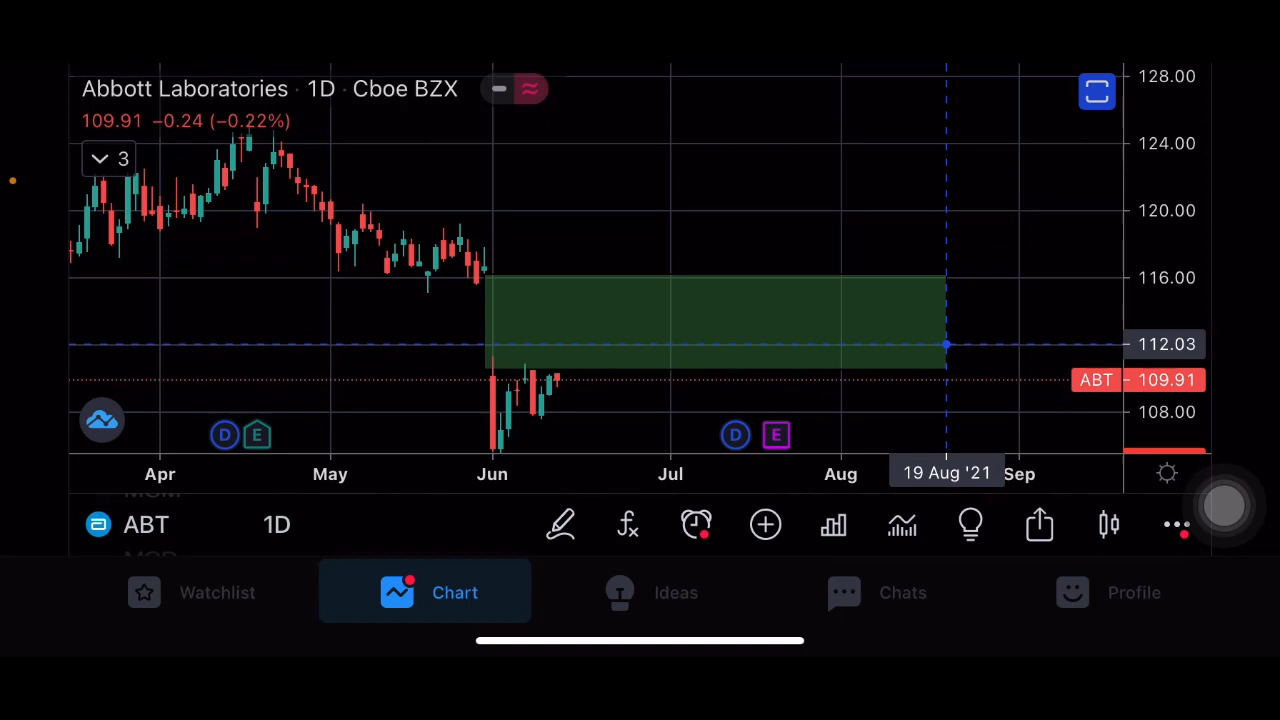 128.00
Abbott Laboratories · 1D · Cboe BZX
109.91 −0.24 (−0.22%)
3
124.00
120.00
116.00
112.03
ABT 109.91
108.00
D E D E
Apr May Jun Jul Aug 19 Aug '21 Sep
ABT 1D
Watchlist Chart Ideas Chats Profile